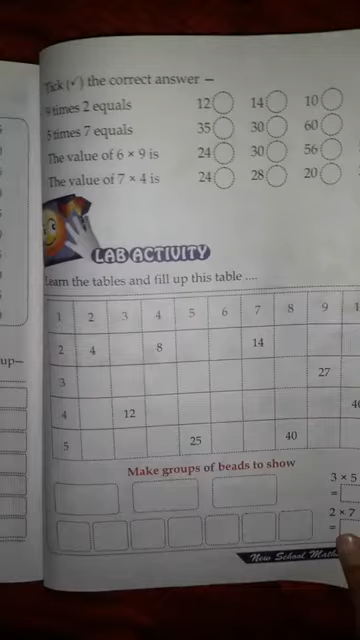 Tick (✓) the correct answer —
9 times 2 equals 12 14 10
5 times 7 equals 35 30 60
The value of 6 × 9 is 24 30 56
The value of 7 × 4 is 24 28 20
LAB ACTIVITY
Learn the tables and fill up this table ....
1 2 3 4 5 6 7 8 9
2 4 8 14
3 27
4 12
5 25 40
up—
Make groups of beads to show
3 × 5
=
2 × 7
=
New School Maths